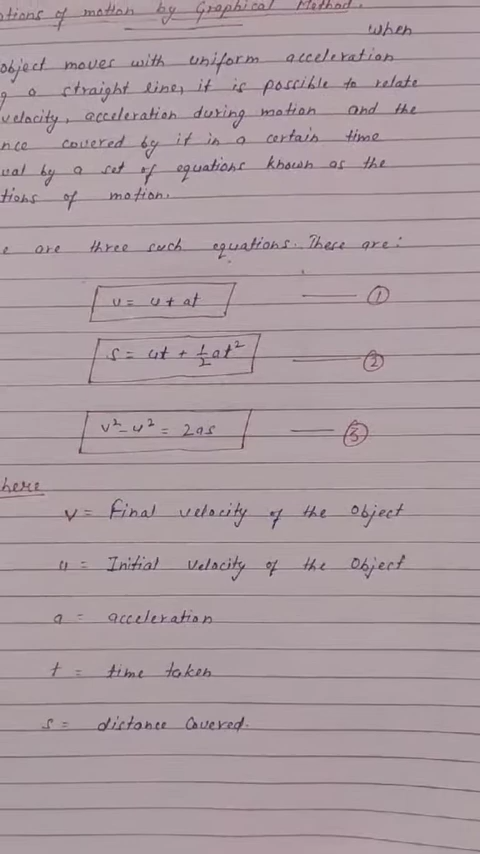 tions of motion by Graphical Method.
when
object moves with uniform acceleration
g a straight line, it is possible to relate
velocity, acceleration during motion and the
nce covered by it in a certain time
val by a set of equations known as the
tions of motion.
e are three such equations. These are:
v = u + at ①
s = ut + 1/2 at² ②
v² - u² = 2as ③
here
v = Final velocity of the Object
u = Initial velocity of the Object
a = acceleration
t = time taken
s = distance Covered.